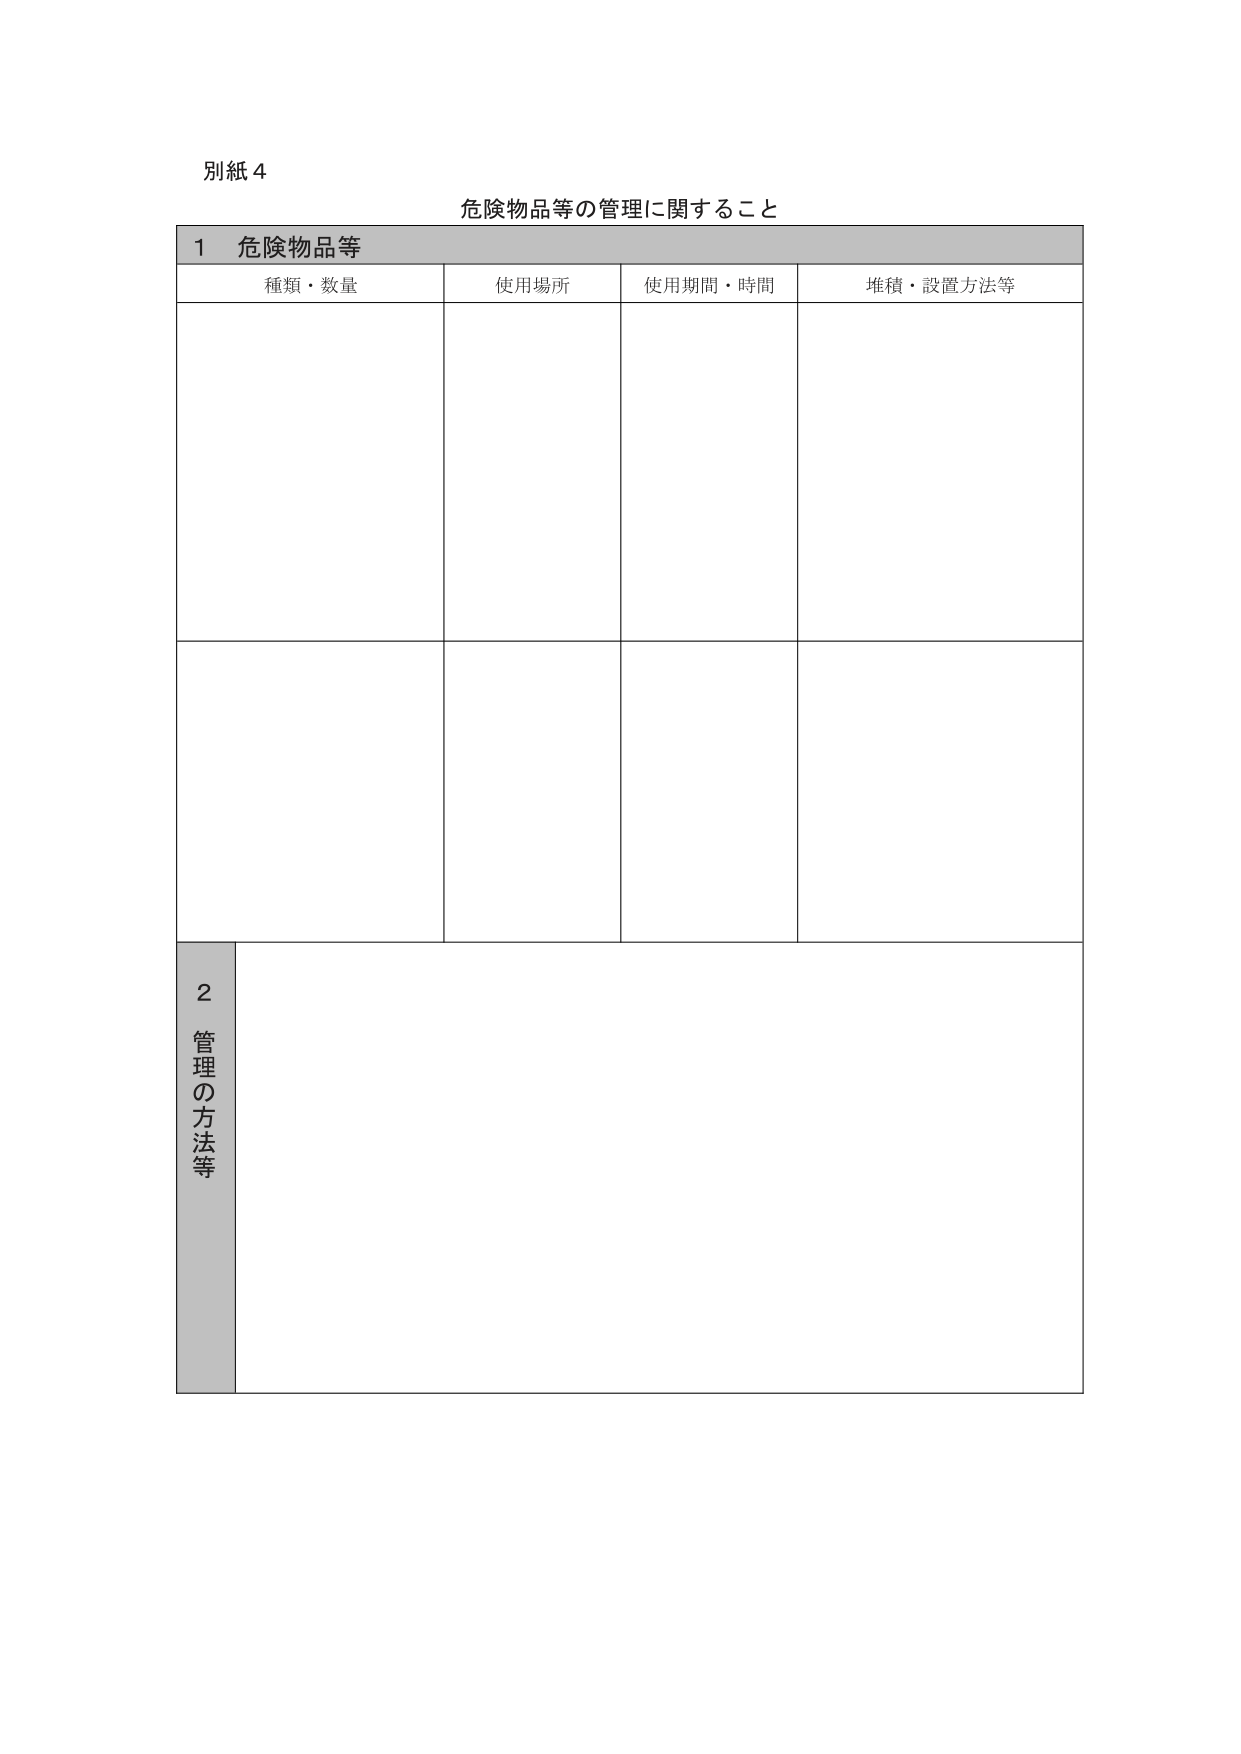 別紙４
危険物品等の管理に関すること
１　危険物品等
種類・数量
使用場所
使用期間・時間
堆積・設置方法等
２　管理の方法等